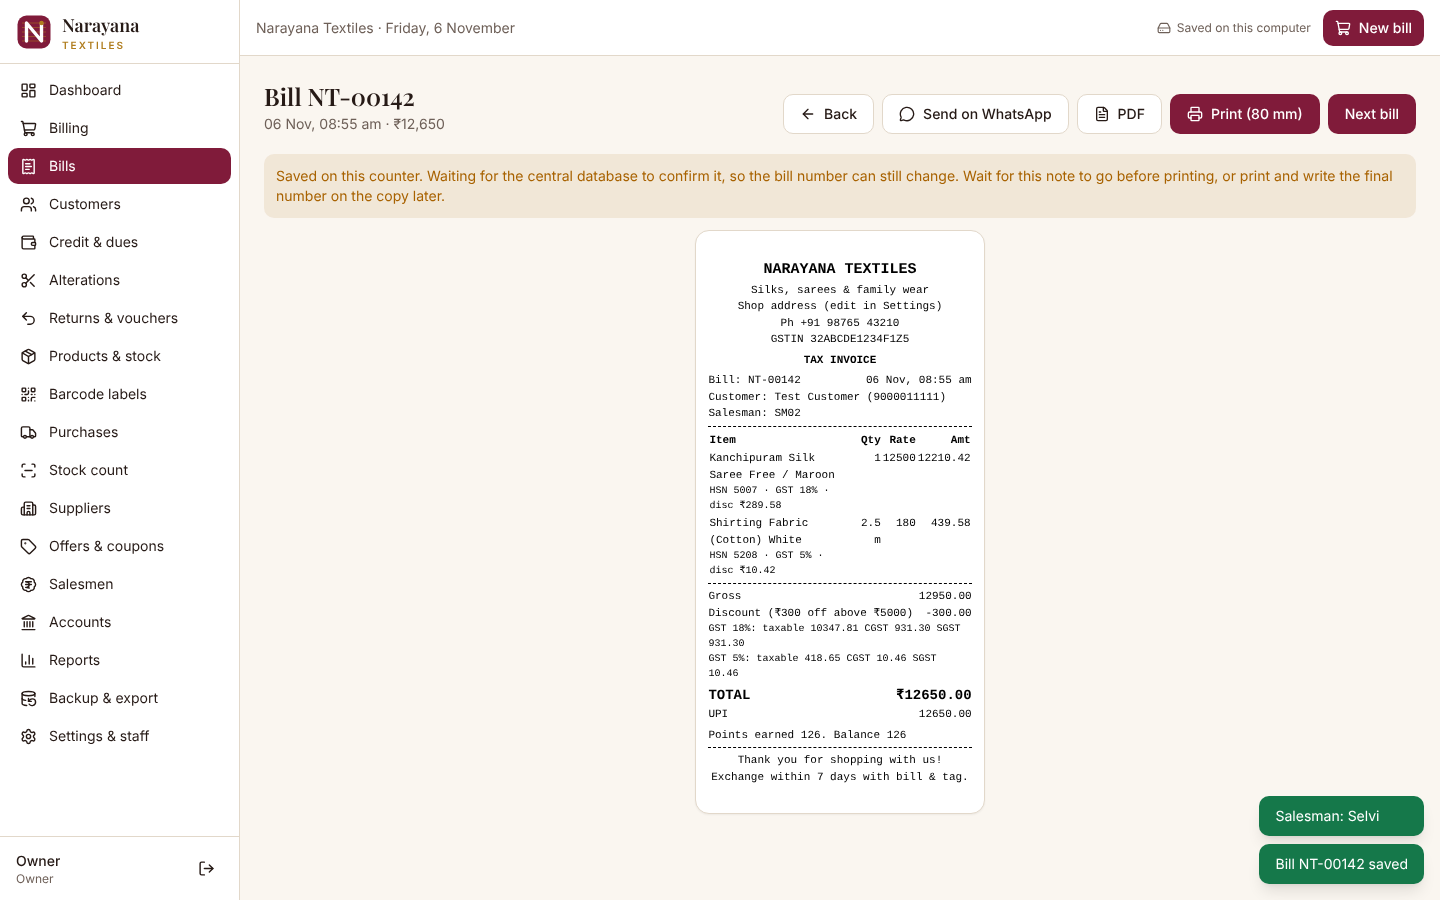 Narayana
TEXTILES
Dashboard
Billing
Bills
Customers
Credit & dues
Alterations
Returns & vouchers
Products & stock
Barcode labels
Purchases
Stock count
Suppliers
Offers & coupons
Salesmen
Accounts
Reports
Backup & export
Settings & staff
Owner
Owner
Narayana Textiles · Friday, 6 November
Saved on this computer
New bill
Bill NT-00142
06 Nov, 08:55 am · ₹12,650
Back
Send on WhatsApp
PDF
Print (80 mm)
Next bill
Saved on this counter. Waiting for the central database to confirm it, so the bill number can still change. Wait for this note to go before printing, or print and write the final
number on the copy later.
NARAYANA TEXTILES
Silks, sarees & family wear
Shop address (edit in Settings)
Ph +91 98765 43210
GSTIN 32ABCDE1234F1Z5
TAX INVOICE
Bill: NT-00142 06 Nov, 08:55 am
Customer: Test Customer (9000011111)
Salesman: SM02
Item Qty Rate Amt
Kanchipuram Silk 1 12500 12210.42
Saree Free / Maroon
HSN 5007 · GST 18% ·
disc ₹289.58
Shirting Fabric 2.5 180 439.58
(Cotton) White m
HSN 5208 · GST 5% ·
disc ₹10.42
Gross 12950.00
Discount (₹300 off above ₹5000) -300.00
GST 18%: taxable 10347.81 CGST 931.30 SGST
931.30
GST 5%: taxable 418.65 CGST 10.46 SGST
10.46
TOTAL ₹12650.00
UPI 12650.00
Points earned 126. Balance 126
Thank you for shopping with us!
Exchange within 7 days with bill & tag.
Salesman: Selvi
Bill NT-00142 saved